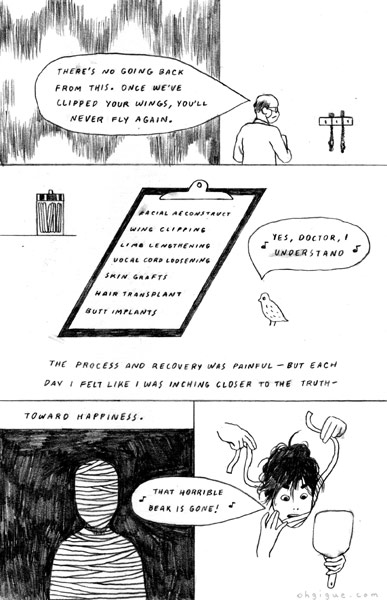 THERE'S NO GOING BACK
FROM THIS. ONCE WE'VE
CLIPPED YOUR WINGS, YOU'LL
NEVER FLY AGAIN.
RACIAL RECONSTRUCT
WING CLIPPING
LIMB LENGTHENING
VOCAL CORD LOOSENING
SKIN GRAFTS
HAIR TRANSPLANT
BUTT IMPLANTS
YES, DOCTOR, I
UNDERSTAND
THE PROCESS AND RECOVERY WAS PAINFUL — BUT EACH
DAY I FELT LIKE I WAS INCHING CLOSER TO THE TRUTH—
TOWARD HAPPINESS.
THAT HORRIBLE
BEAK IS GONE!
ohgigue.com